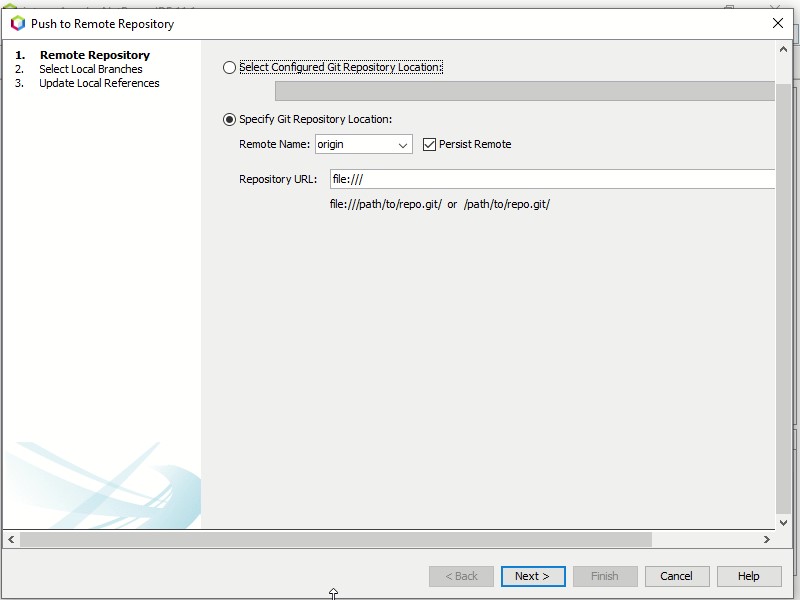 Push to Remote Repository
1. Remote Repository
2. Select Local Branches
3. Update Local References
Select Configured Git Repository Location:
Specify Git Repository Location:
Remote Name: origin Persist Remote
Repository URL: file:///
file:///path/to/repo.git/ or /path/to/repo.git/
< Back Next > Finish Cancel Help